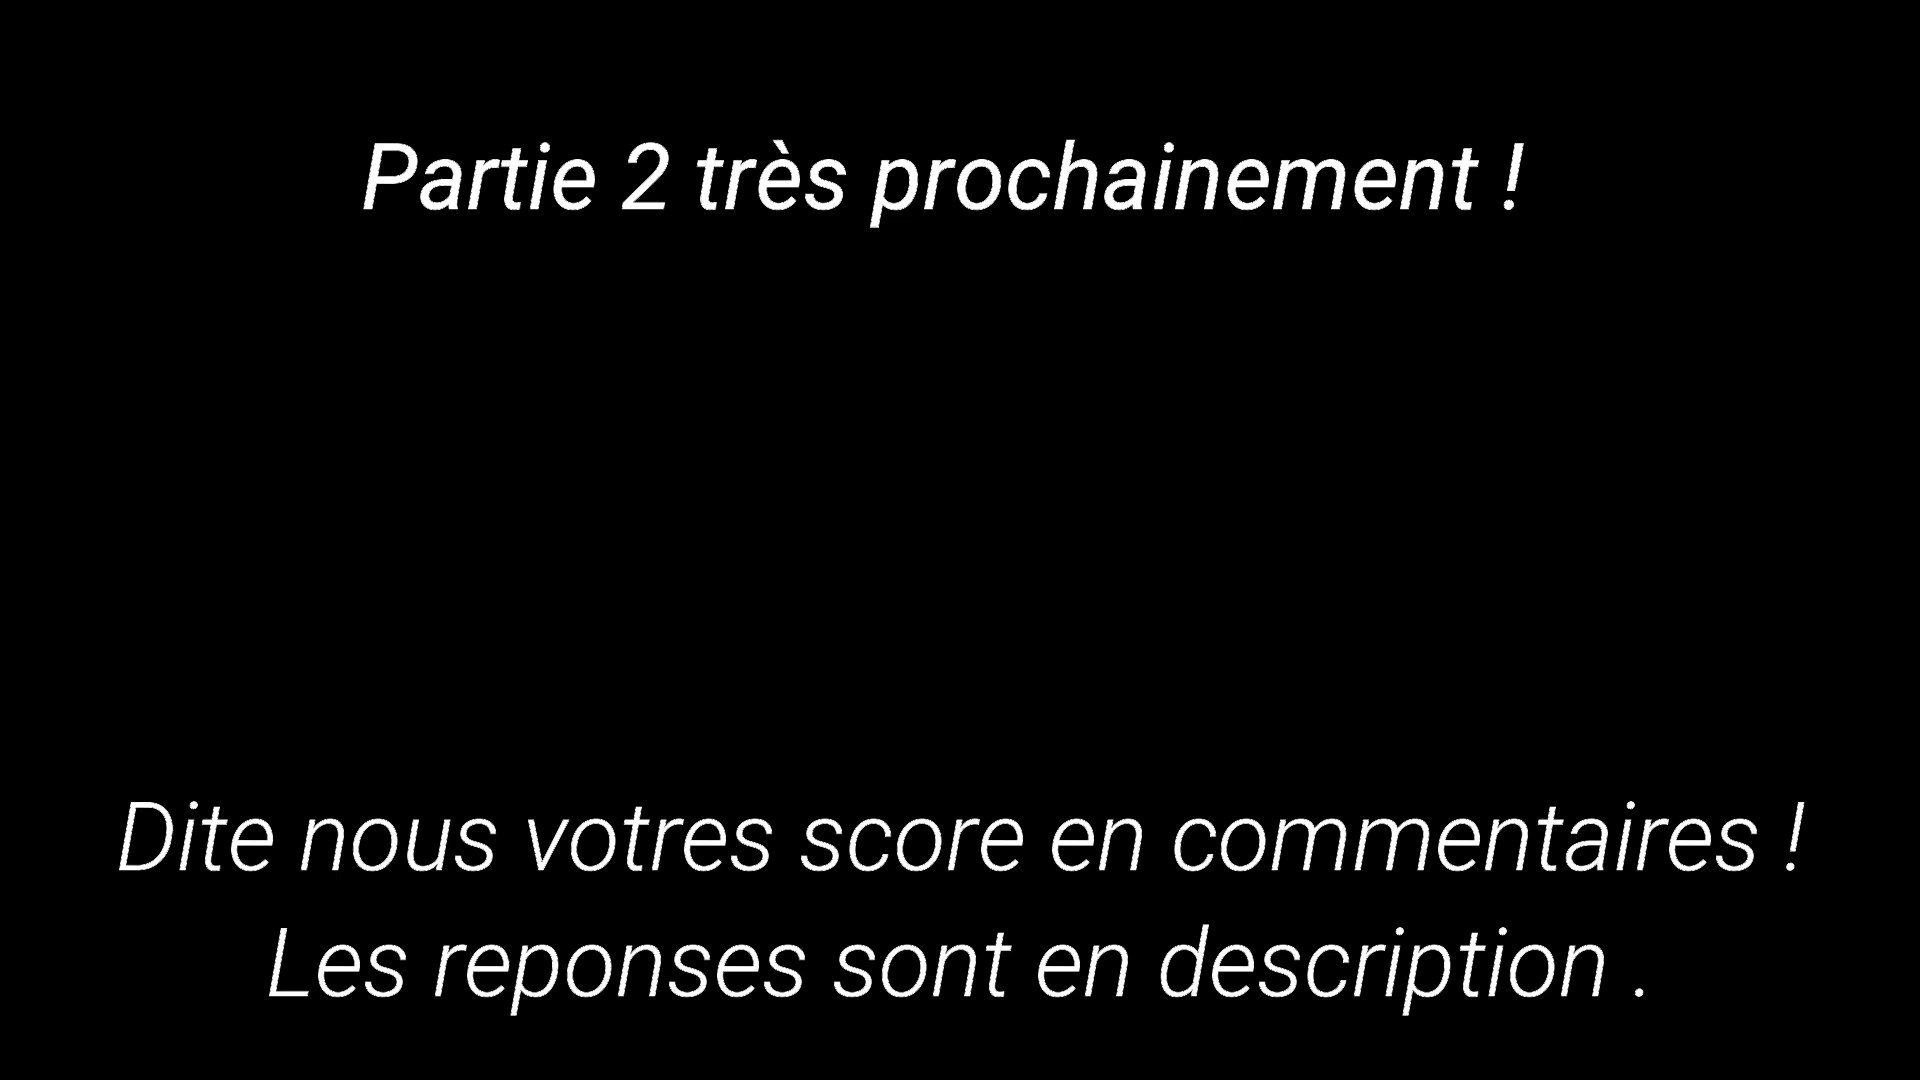 Partie 2 très prochainement !
Dite nous votres score en commentaires !
Les reponses sont en description .